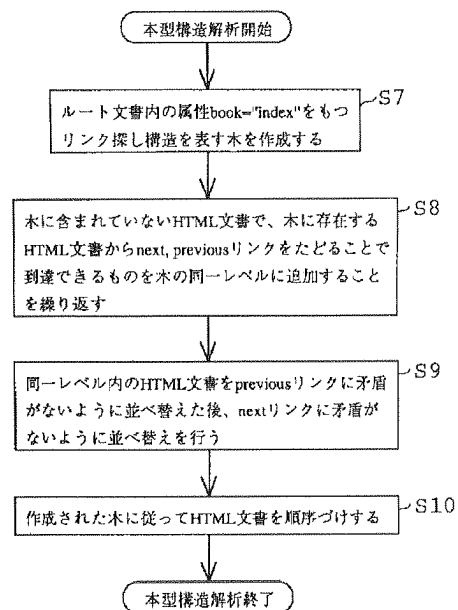 本型構造解析開始
S7
ルート文書内の属性book="index"をもつ
リンク探し構造を表す木を作成する
S8
木に含まれていないHTML文書で、木に存在する
HTML文書からnext, previousリンクをたどることで
到達できるものを木の同一レベルに追加すること
を繰り返す
S9
同一レベル内のHTML文書をpreviousリンクに矛盾
がないように並べ替えた後、nextリンクに矛盾が
ないように並べ替えを行う
S10
作成された木に従ってHTML文書を順序づけする
本型構造解析終了